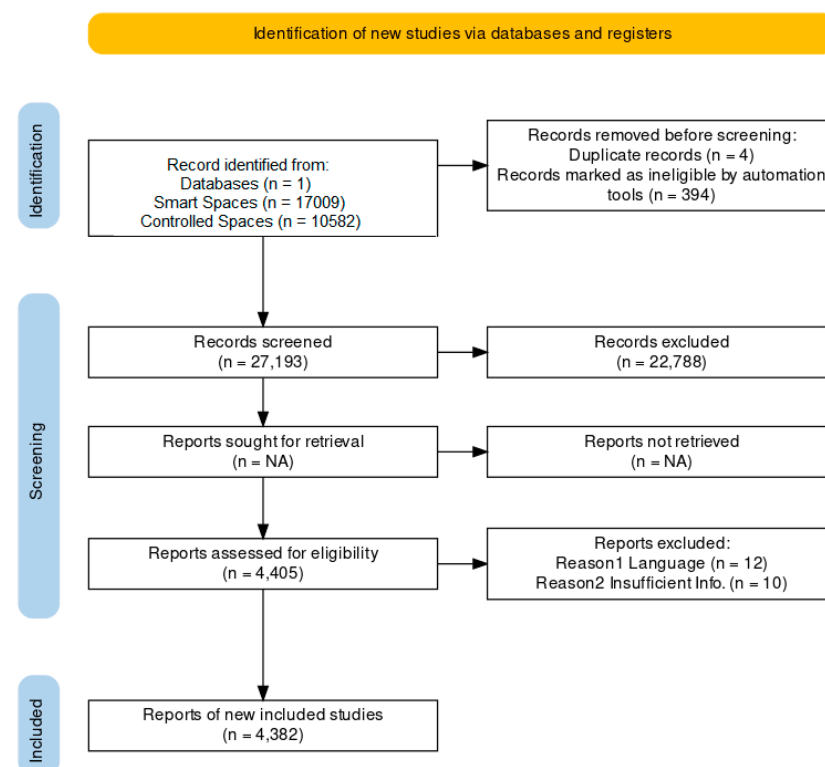 Identification of new studies via databases and registers
Identification
Record identified from:
Databases (n = 1)
Smart Spaces (n = 17009)
Controlled Spaces (n = 10582)
Records removed before screening:
Duplicate records (n = 4)
Records marked as ineligible by automation
tools (n = 394)
Screening
Records screened
(n = 27,193)
Records excluded
(n = 22,788)
Reports sought for retrieval
(n = NA)
Reports not retrieved
(n = NA)
Reports assessed for eligibility
(n = 4,405)
Reports excluded:
Reason1 Language (n = 12)
Reason2 Insufficient Info. (n = 10)
Included
Reports of new included studies
(n = 4,382)